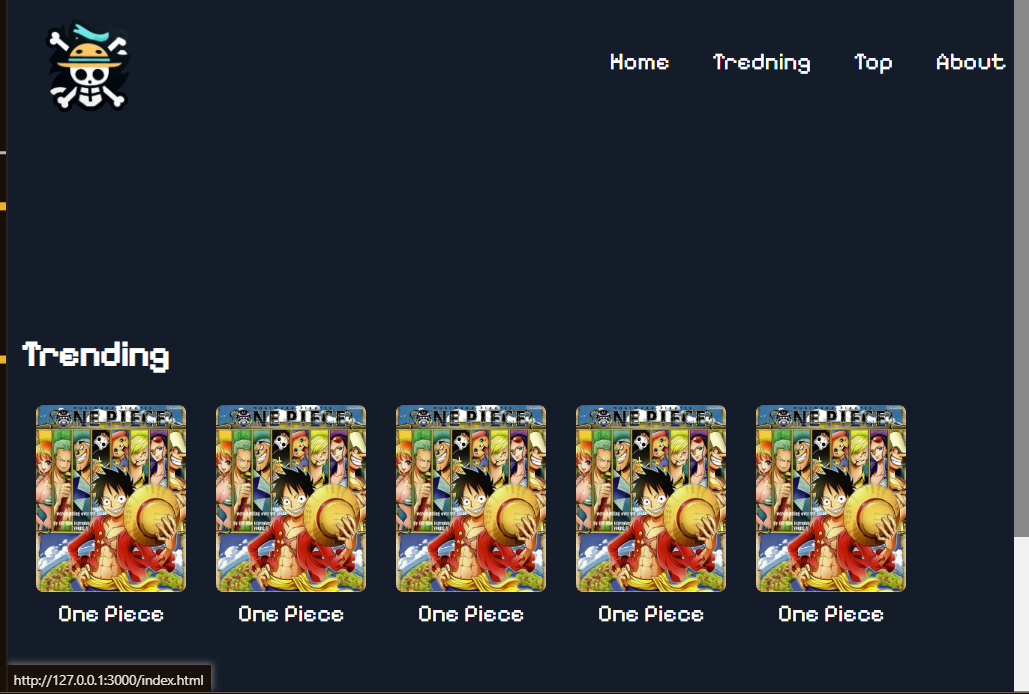 Home Tredning Top About
Trending
ONE PIECE ONE PIECE ONE PIECE ONE PIECE ONE PIECE
One Piece One Piece One Piece One Piece One Piece
http://127.0.0.1:3000/index.html